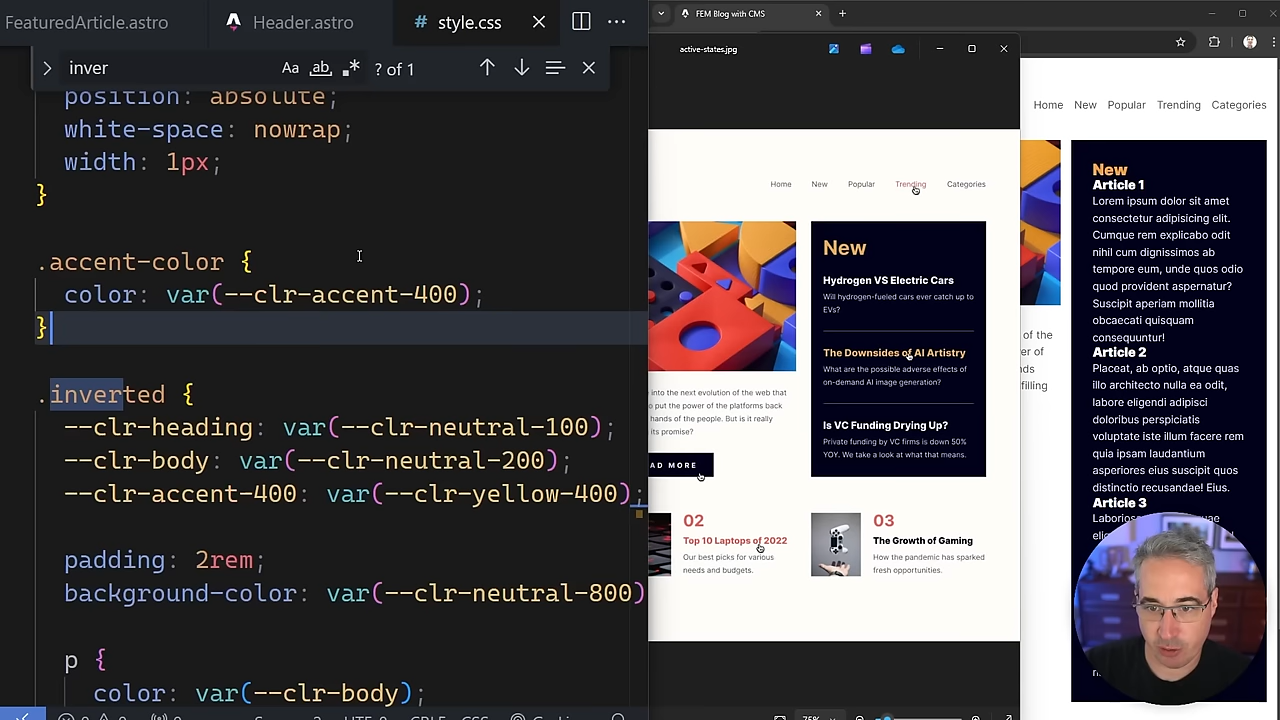 FeaturedArticle.astro
Header.astro
# style.css
inver
Aa ab .* ? of 1
position: absolute;
white-space: nowrap;
width: 1px;
}
.accent-color {
color: var(--clr-accent-400);
}
.inverted {
--clr-heading: var(--clr-neutral-100);
--clr-body: var(--clr-neutral-200);
--clr-accent-400: var(--clr-yellow-400);
padding: 2rem;
background-color: var(--clr-neutral-800)
p {
color: var(--clr-body);
FEM Blog with CMS
active-states.jpg
Home New Popular Trending Categories
New
Hydrogen VS Electric Cars
Will hydrogen-fueled cars ever catch up to
EVs?
The Downsides of AI Artistry
What are the possible adverse effects of
on-demand AI image generation?
Is VC Funding Drying Up?
Private funding by VC firms is down 50%
YOY. We take a look at what that means.
into the next evolution of the web that
o put the power of the platforms back
hands of the people. But is it really
its promise?
AD MORE
02
Top 10 Laptops of 2022
Our best picks for various
needs and budgets.
03
The Growth of Gaming
How the pandemic has sparked
fresh opportunities.
75%
Home New Popular Trending Categories
of the
er of
nds
filling
New
Article 1
Lorem ipsum dolor sit amet
consectetur adipisicing elit.
Cumque rem explicabo odit
nihil cum dignissimos ab
tempore eum, unde quos odio
quod provident aspernatur?
Suscipit aperiam mollitia
obcaecati quisquam
consequuntur!
Article 2
Placeat, ab optio, atque quas
illo architecto nulla ea odit,
labore eligendi adipisci
doloribus perspiciatis
voluptate iste illum facere rem
quia ipsam laudantium
asperiores eius suscipit quos
distinctio recusandae! Eius.
Article 3